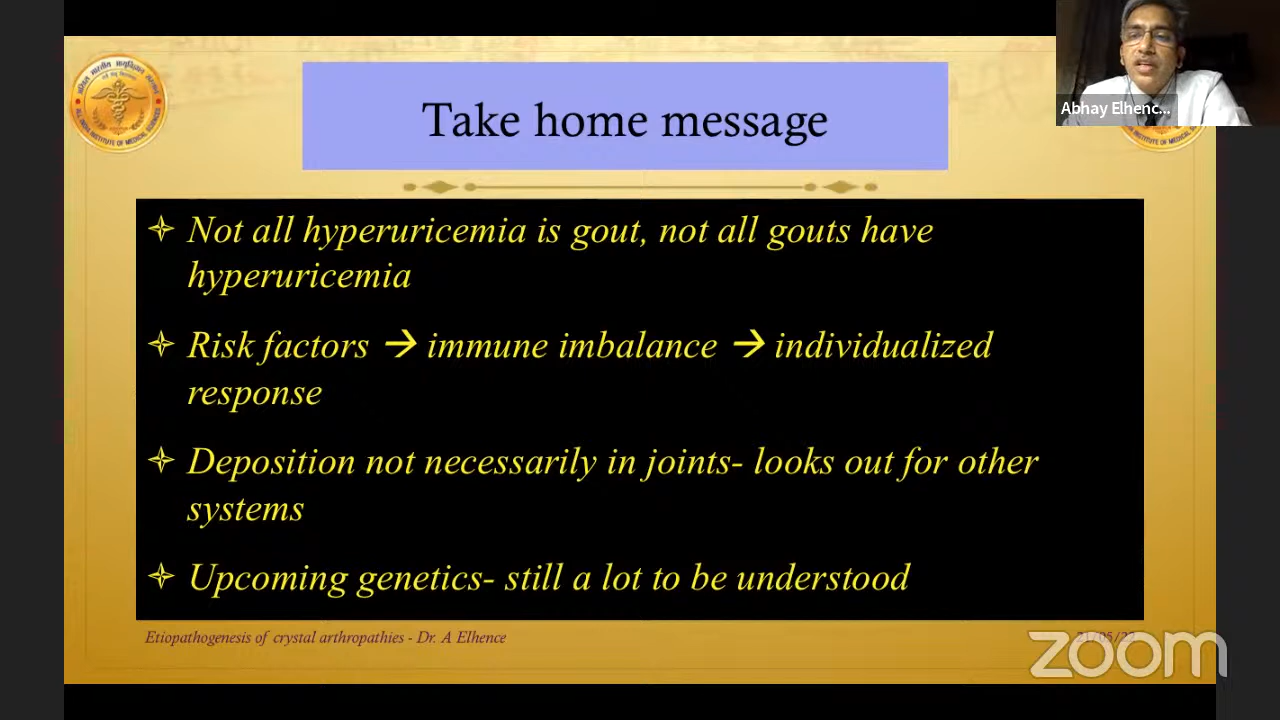 Take home message
Abhay Elhenc...
Not all hyperuricemia is gout, not all gouts have
hyperuricemia
Risk factors → immune imbalance → individualized
response
Deposition not necessarily in joints- looks out for other
systems
Upcoming genetics- still a lot to be understood
Etiopathogenesis of crystal arthropathies - Dr. A Elhence
zoom